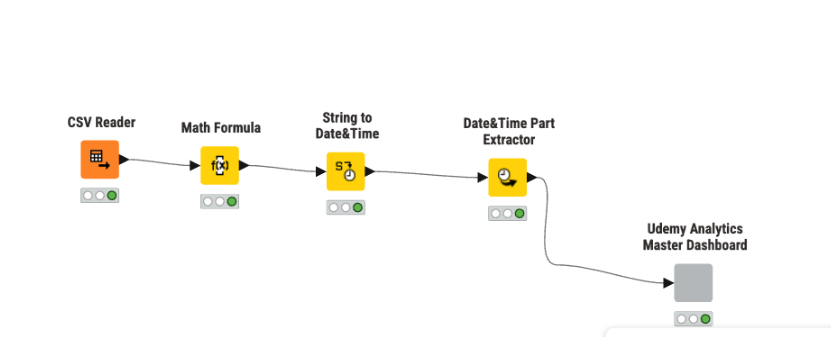 CSV Reader
Math Formula
f(x)
String to
Date&Time
S
Date&Time Part
Extractor
Udemy Analytics
Master Dashboard